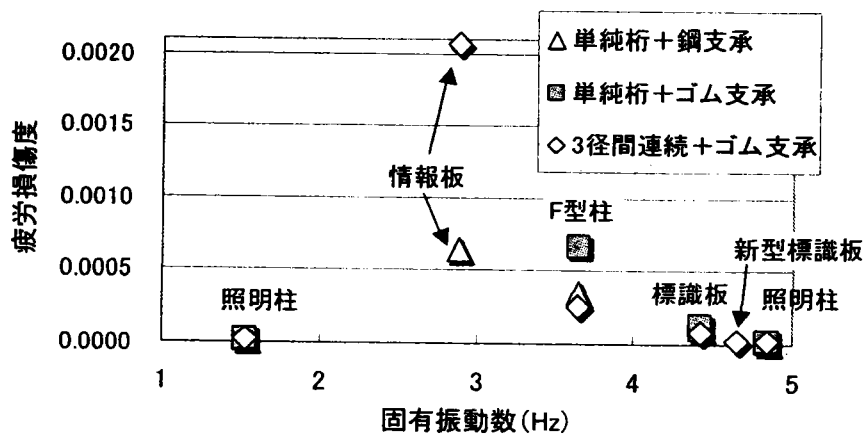 0.0020
0.0015
0.0010
0.0005
0.0000
疲労損傷度
1 2 3 4 5
固有振動数(Hz)
単純桁+鋼支承
単純桁+ゴム支承
3径間連続+ゴム支承
情報板
F型柱
新型標識板
照明柱
標識板
照明柱